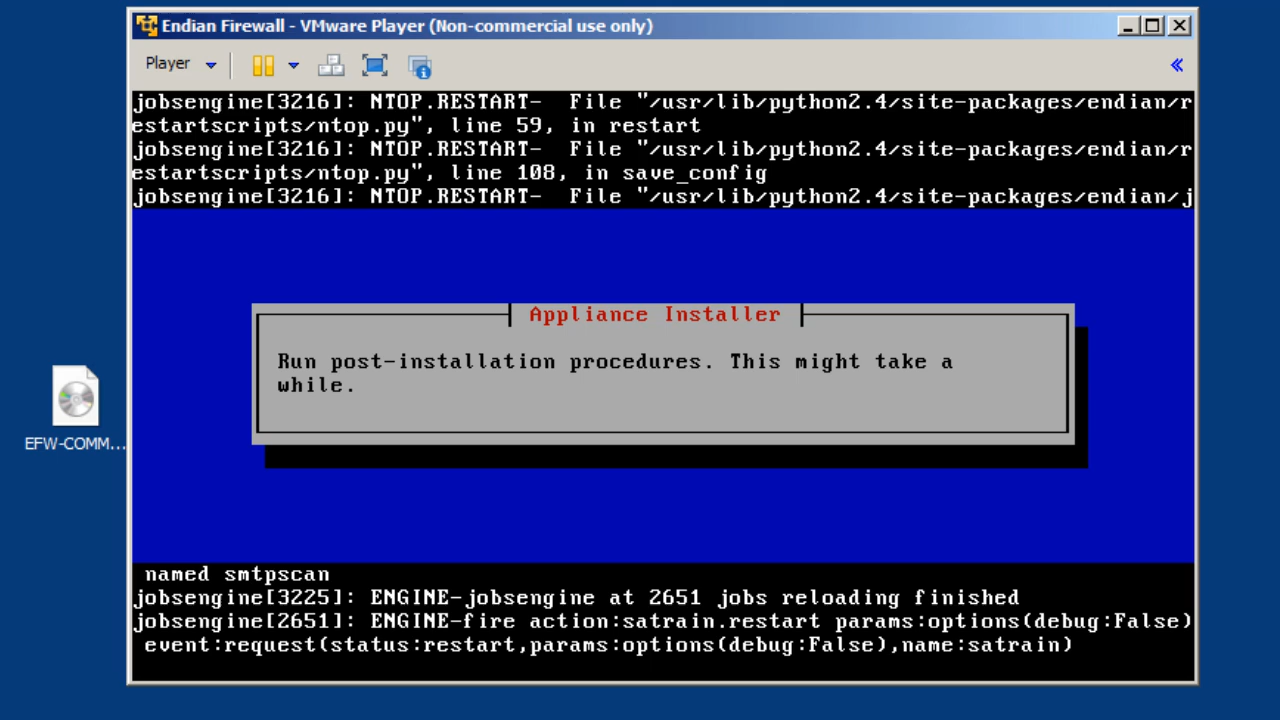 Endian Firewall - VMware Player (Non-commercial use only)
Player
jobsengine[3216]: NTOP.RESTART-  File "/usr/lib/python2.4/site-packages/endian/r
estartscripts/ntop.py", line 59, in restart
jobsengine[3216]: NTOP.RESTART-  File "/usr/lib/python2.4/site-packages/endian/r
estartscripts/ntop.py", line 108, in save_config
jobsengine[3216]: NTOP.RESTART-  File "/usr/lib/python2.4/site-packages/endian/j
Appliance Installer
Run post-installation procedures. This might take a
while.
EFW-COMM...
named smtpscan
jobsengine[3225]: ENGINE-jobsengine at 2651 jobs reloading finished
jobsengine[2651]: ENGINE-fire action:satrain.restart params:options(debug:False)
event:request(status:restart,params:options(debug:False),name:satrain)